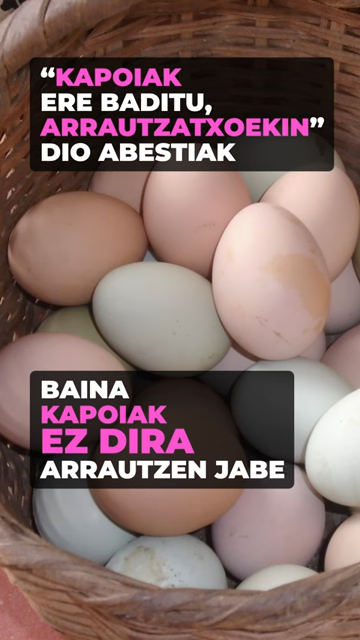 “KAPOIAK
ERE BADITU,
ARRAUTZATXOEKIN”
DIO ABESTIAK
BAINA
KAPOIAK
EZ DIRA
ARRAUTZEN JABE